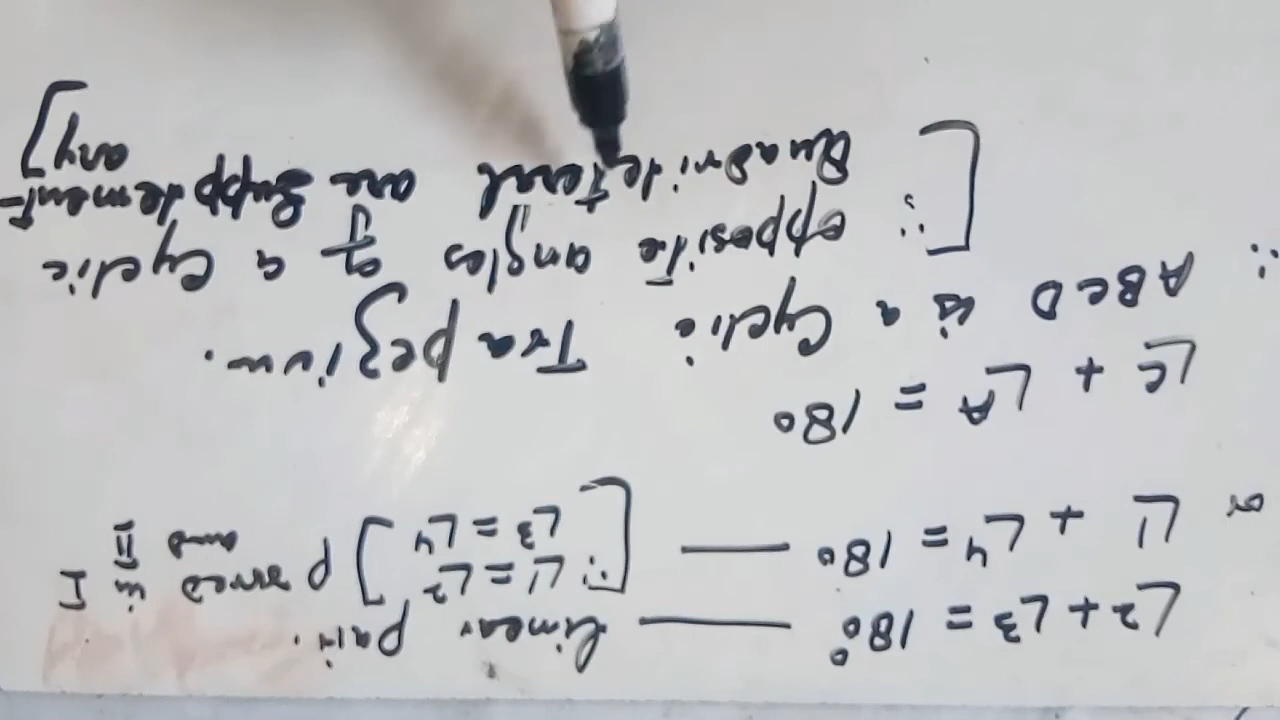 ∠2 + ∠3 = 180° —— linear pair.
or ∠1 + ∠4 = 180 —— [∵ ∠1 = ∠2
∠3 = ∠4] proved in I and II
∠C + ∠A = 180
∴ ABCD is a Cyclic Trapezium.
[∵ opposite angles of a Cyclic
Quadrilateral are Supplement-
ary]